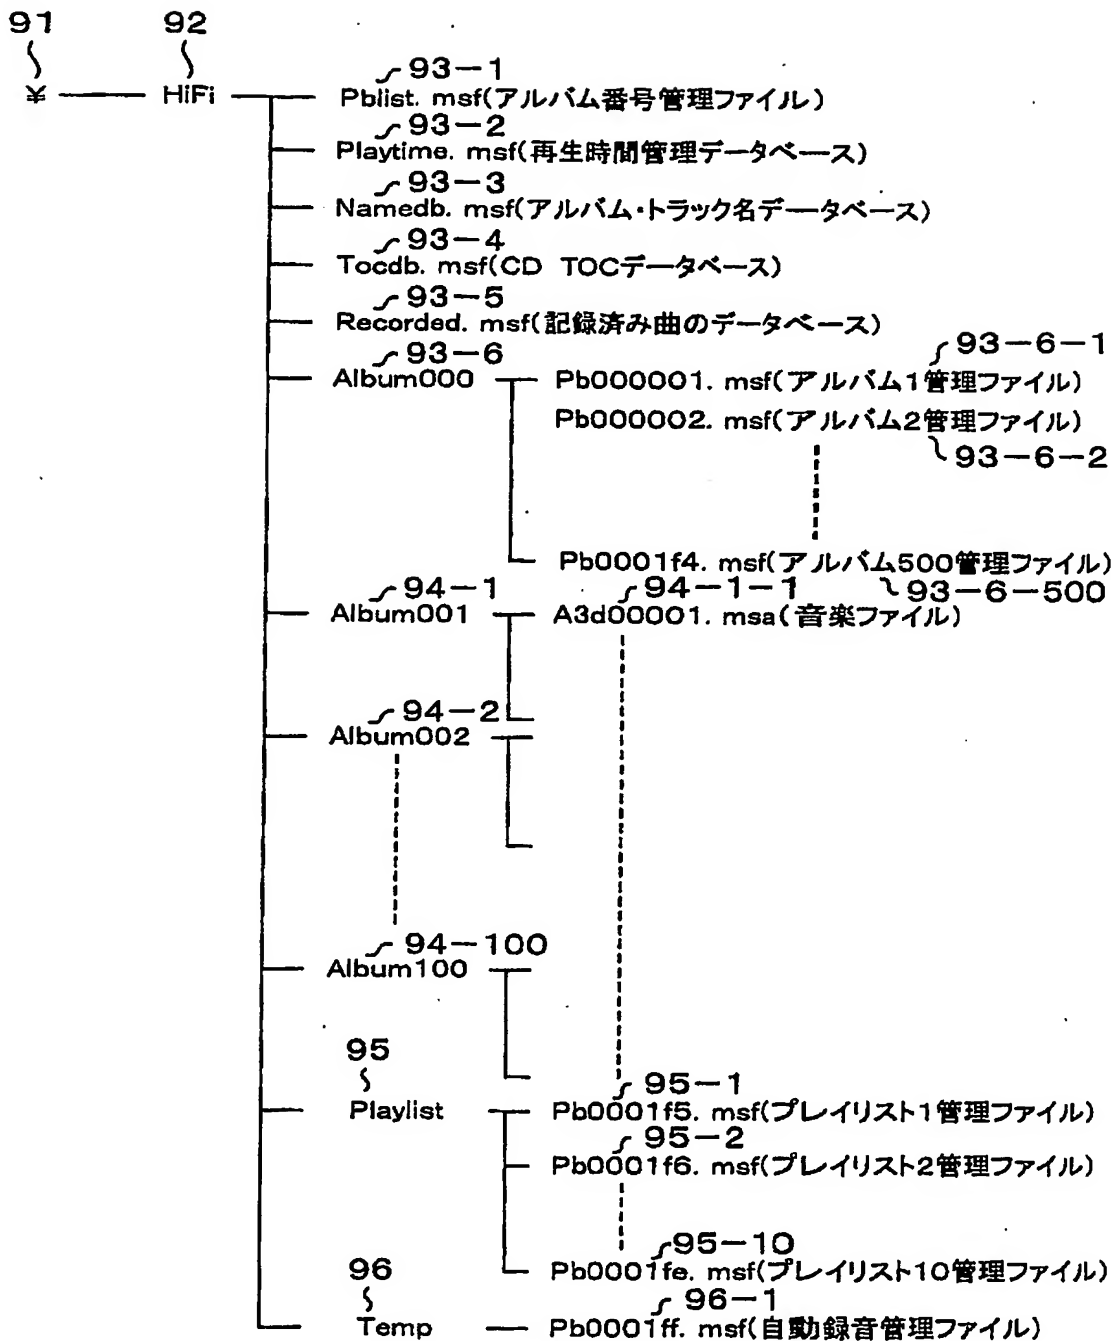 91 92
¥ HiFi
93-1
Pblist. msf(アルバム番号管理ファイル)
93-2
Playtime. msf(再生時間管理データベース)
93-3
Namedb. msf(アルバム・トラック名データベース)
93-4
Tocdb. msf(CD TOCデータベース)
93-5
Recorded. msf(記録済み曲のデータベース)
93-6 93-6-1
Album000 Pb000001. msf(アルバム1管理ファイル)
Pb000002. msf(アルバム2管理ファイル)
93-6-2
Pb0001f4. msf(アルバム500管理ファイル)
94-1 94-1-1 93-6-500
Album001 A3d00001. msa(音楽ファイル)
94-2
Album002
94-100
Album100
95 95-1
Playlist Pb0001f5. msf(プレイリスト1管理ファイル)
95-2
Pb0001f6. msf(プレイリスト2管理ファイル)
95-10
Pb0001fe. msf(プレイリスト10管理ファイル)
96 96-1
Temp Pb0001ff. msf(自動録音管理ファイル)